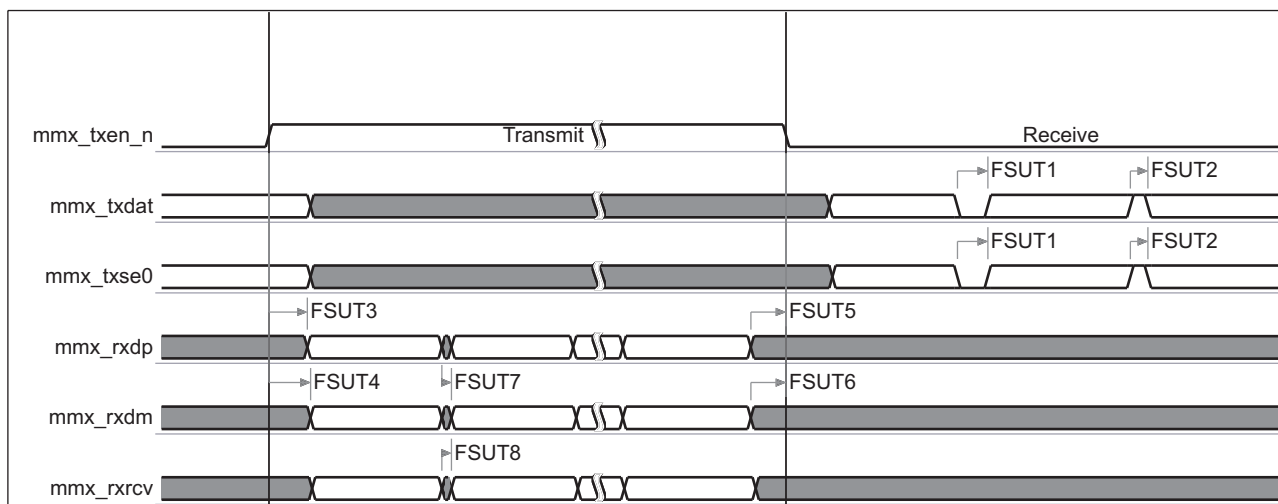 mmx_txen_n Transmit Receive
FSUT1 FSUT2
mmx_txdat
FSUT1 FSUT2
mmx_txse0
FSUT3 FSUT5
mmx_rxdp
FSUT4 FSUT7 FSUT6
mmx_rxdm
FSUT8
mmx_rxrcv